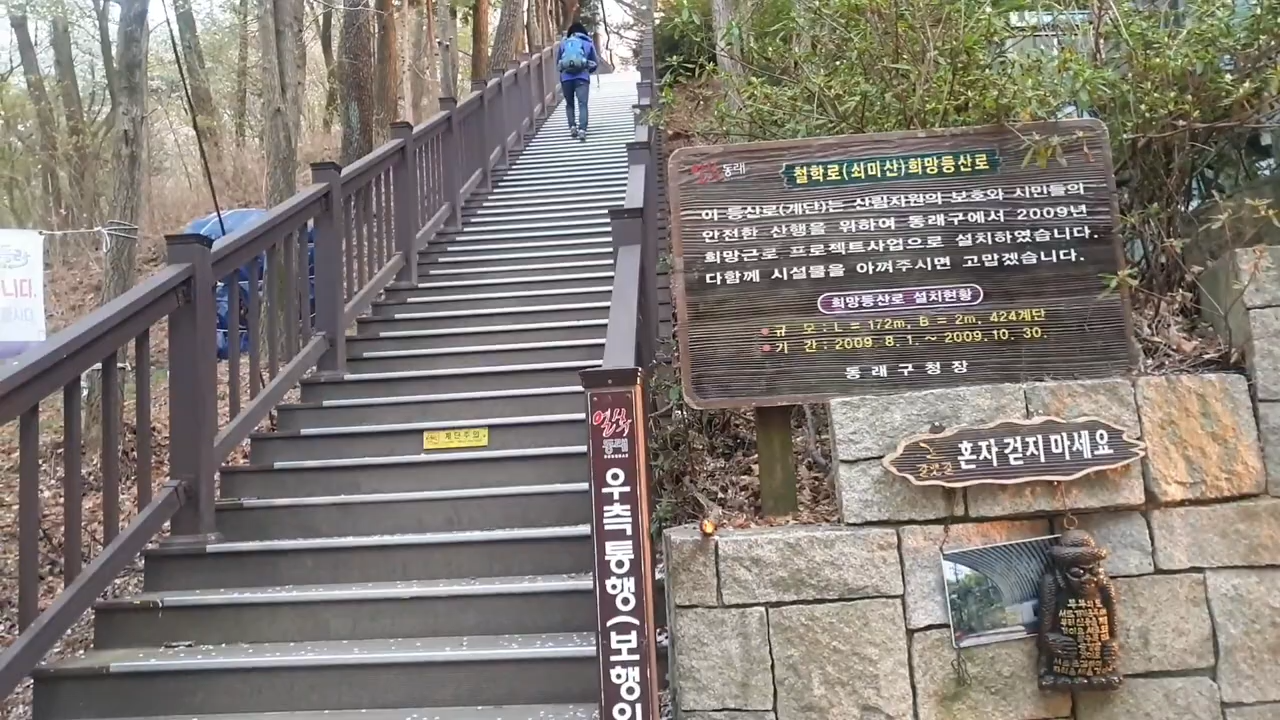 니다.
계단주의
동래
우측통행(보행인
동래
철학로(쇠미산)희망등산로
이 등산로(계단)는 산림자원의 보호와 시민들의
안전한 산행을 위하여 동래구에서 2009년
희망근로 프로젝트사업으로 설치하였습니다.
다함께 시설물을 아껴주시면 고맙겠습니다.
희망등산로 설치현황
규 모 : L = 172m, B = 2m, 424계단
기 간 : 2009. 8. 1. ~ 2009. 10. 30.
동래구청장
혼자 걷지 마세요